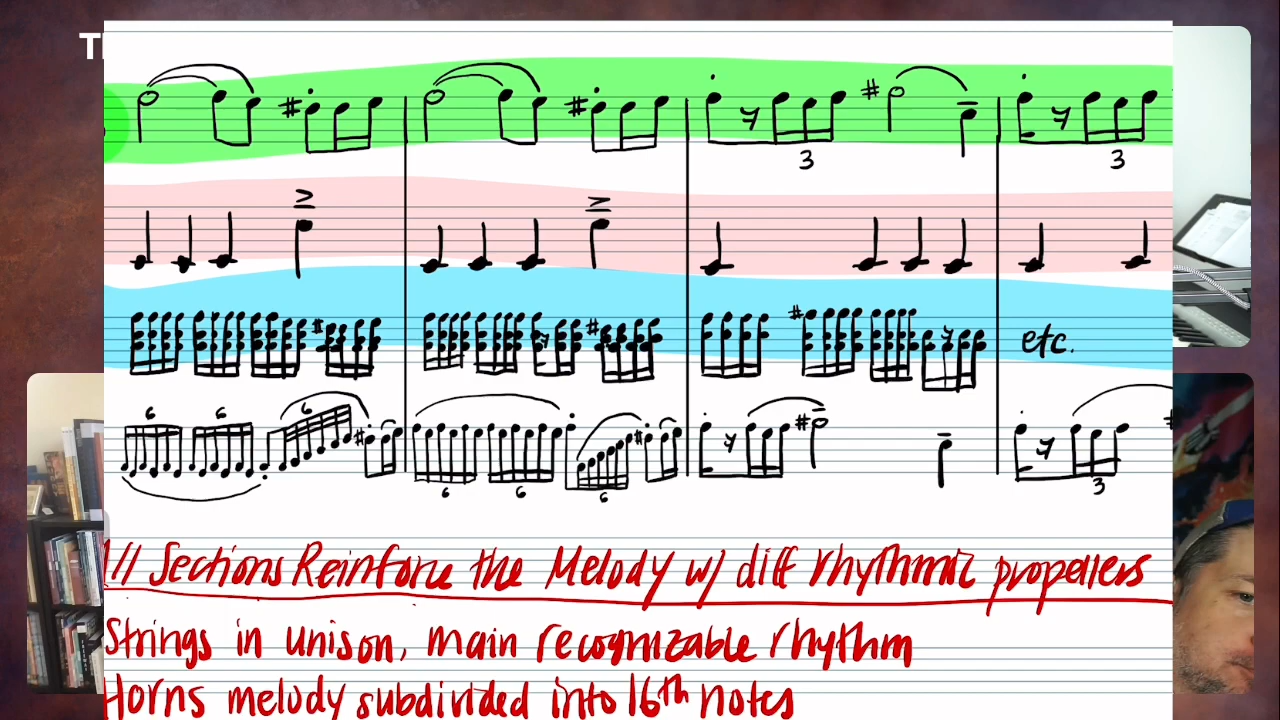 T
3
3
etc.
6 6 6
6 6 6
3
All Sections Reinforce the Melody w/ diff rhythmic propellers
Strings in unison, main recognizable rhythm
Horns melody subdivided into 16th notes